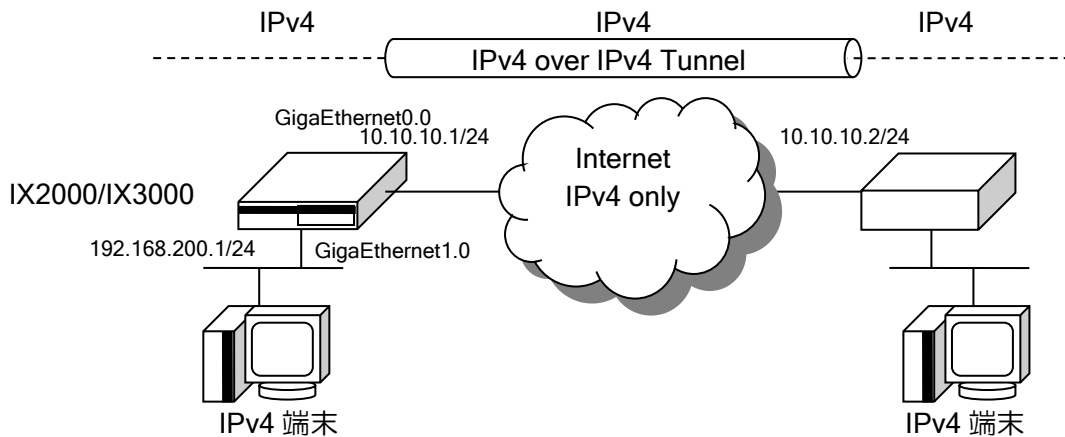 IPv4 IPv4 IPv4
IPv4 over IPv4 Tunnel
GigaEthernet0.0
10.10.10.1/24
10.10.10.2/24
Internet
IPv4 only
IX2000/IX3000
192.168.200.1/24
GigaEthernet1.0
IPv4 端末
IPv4 端末